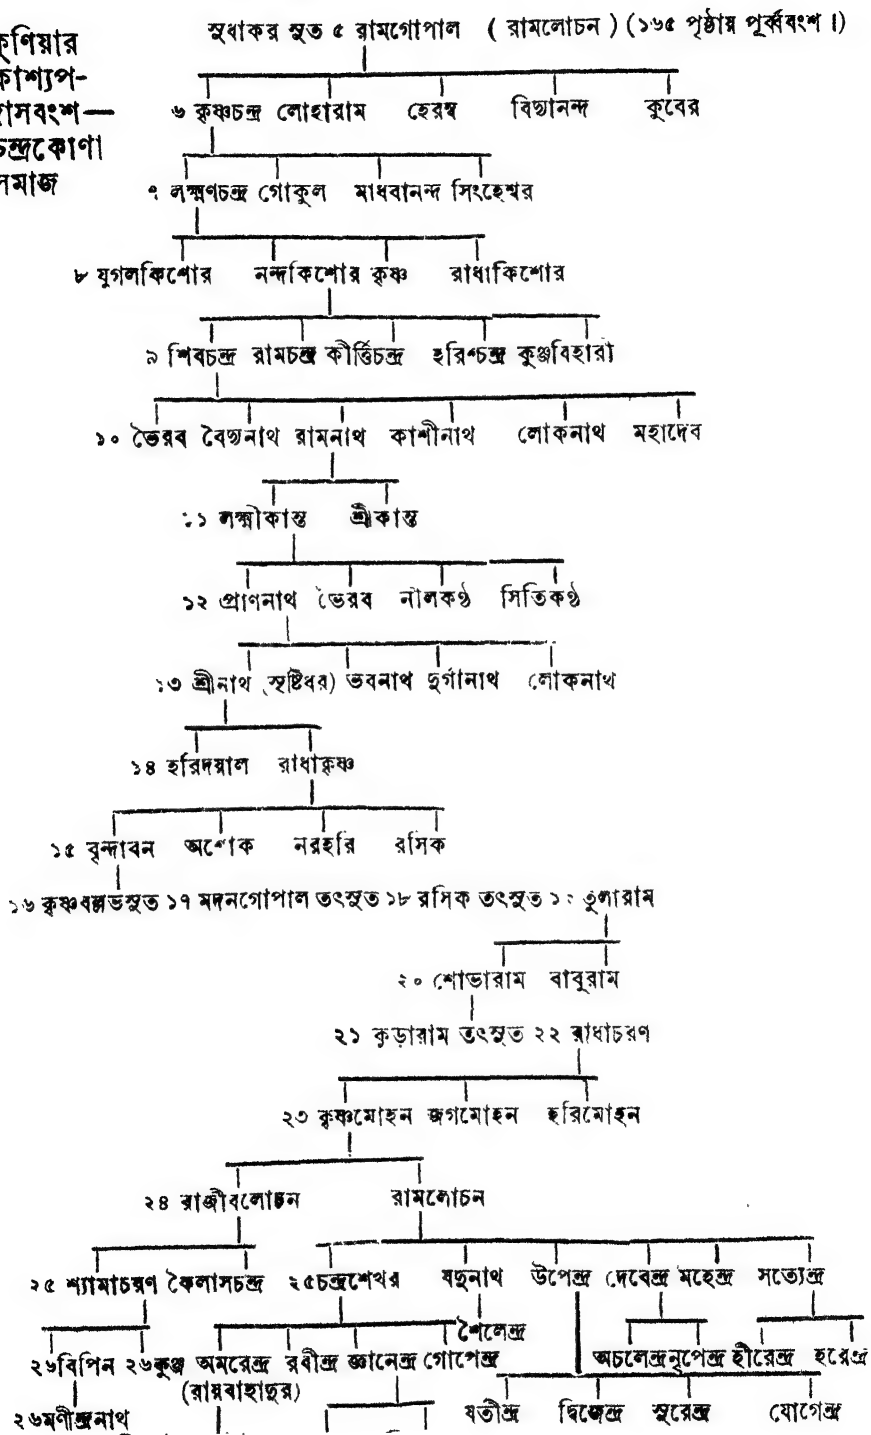 সুধাকর সুত ৫ রামগোপাল ( রামলোচন ) (১৬৫ পৃষ্ঠায় পূর্ব্ববংশ ।)
কুণিয়ার
কাশ্যপ-
দাসবংশ—
চন্দ্রকোণা
সমাজ
৬ কৃষ্ণচন্দ্র লোহারাম হেরম্ব বিদ্যানন্দ কুবের
৭ লক্ষ্মণচন্দ্র গোকুল মাধবানন্দ সিংহেশ্বর
৮ যুগলকিশোর নন্দকিশোর কৃষ্ণ রাধাকিশোর
৯ শিবচন্দ্র রামচন্দ্র কীর্ত্তিচন্দ্র হরিশ্চন্দ্র কুঞ্জবিহারী
১০ ভৈরব বৈদ্যনাথ রামনাথ কাশীনাথ লোকনাথ মহাদেব
১১ লক্ষ্মীকান্ত শ্রীকান্ত
১২ প্রাণনাথ ভৈরব নীলকণ্ঠ সিতিকণ্ঠ
১৩ শ্রীনাথ (সৃষ্টিধর) ভবনাথ দুর্গানাথ লোকনাথ
১৪ হরিদয়াল রাধাকৃষ্ণ
১৫ বৃন্দাবন অশোক নরহরি রসিক
১৬ কৃষ্ণবল্লভসুত ১৭ মদনগোপাল তৎসুত ১৮ রসিক তৎসুত ১৯ তুলারাম
২০ শোভারাম বাবুরাম
২১ কৃড়ারাম তৎসুত ২২ রাধাচরণ
২৩ কৃষ্ণমোহন জগমোহন হরিমোহন
২৪ রাজীবলোচন রামলোচন
২৫ শ্যামাচরণ কৈলাসচন্দ্র ২৫চন্দ্রশেখর যদুনাথ উপেন্দ্র দেবেন্দ্র মহেন্দ্র সত্যেন্দ্র
শৈলেন্দ্র
২৬বিপিন ২৬কুঞ্জ অমরেন্দ্র রবীন্দ্র জ্ঞানেন্দ্র গোপেন্দ্র অচলেন্দ্র নৃপেন্দ্র হীরেন্দ্র হরেন্দ্র
(রায়বাহাদুর)
২৬মণীন্দ্রনাথ যতীন্দ্র দ্বিজেন্দ্র সুরেন্দ্র যোগেন্দ্র